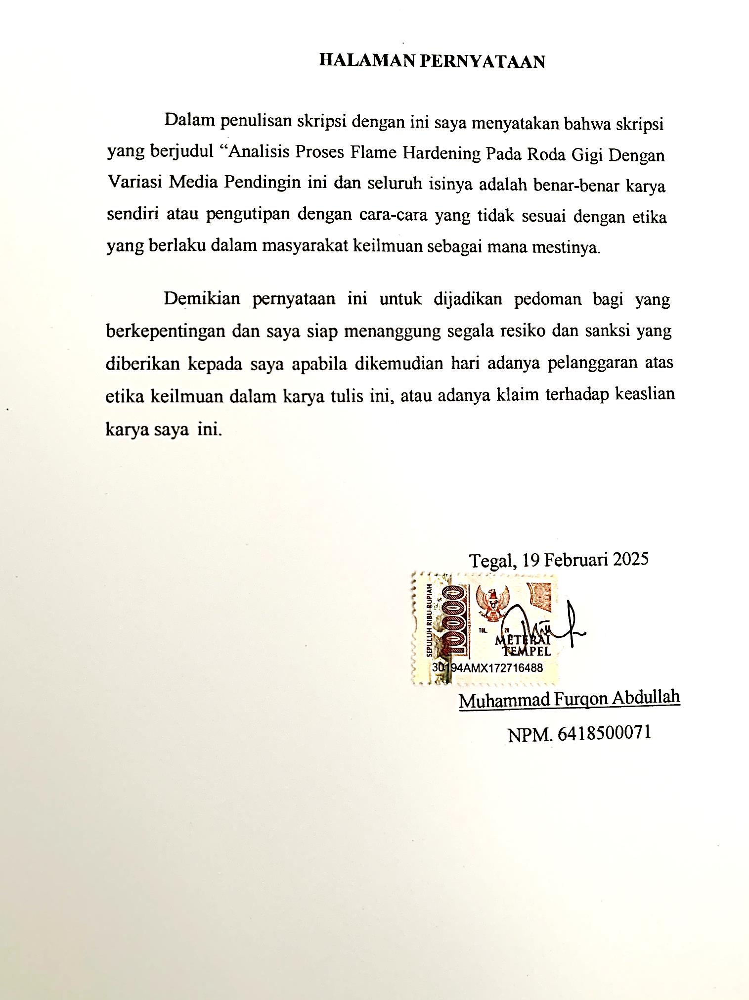 HALAMAN PERNYATAAN
Dalam penulisan skripsi dengan ini saya menyatakan bahwa skripsi
yang berjudul “Analisis Proses Flame Hardening Pada Roda Gigi Dengan
Variasi Media Pendingin ini dan seluruh isinya adalah benar-benar karya
sendiri atau pengutipan dengan cara-cara yang tidak sesuai dengan etika
yang berlaku dalam masyarakat keilmuan sebagai mana mestinya.
Demikian pernyataan ini untuk dijadikan pedoman bagi yang
berkepentingan dan saya siap menanggung segala resiko dan sanksi yang
diberikan kepada saya apabila dikemudian hari adanya pelanggaran atas
etika keilmuan dalam karya tulis ini, atau adanya klaim terhadap keaslian
karya saya ini.
Tegal, 19 Februari 2025
SEPULUH RIBU RUPIAH
10000
TGL. 20
METERAI
TEMPEL
30194AMX172716488
Muhammad Furqon Abdullah
NPM. 6418500071